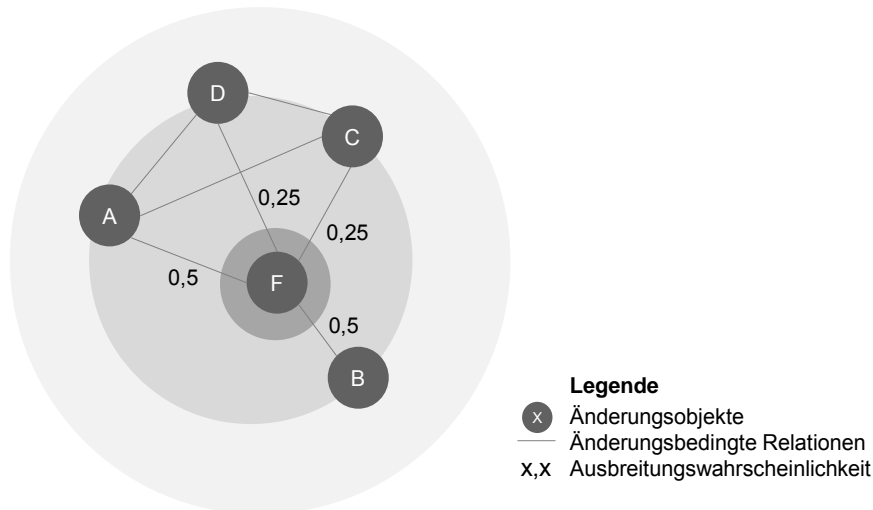 D
C
A
0,25
0,25
F
0,5
0,5
B
Legende
X Änderungsobjekte
Änderungsbedingte Relationen
x,x Ausbreitungswahrscheinlichkeit